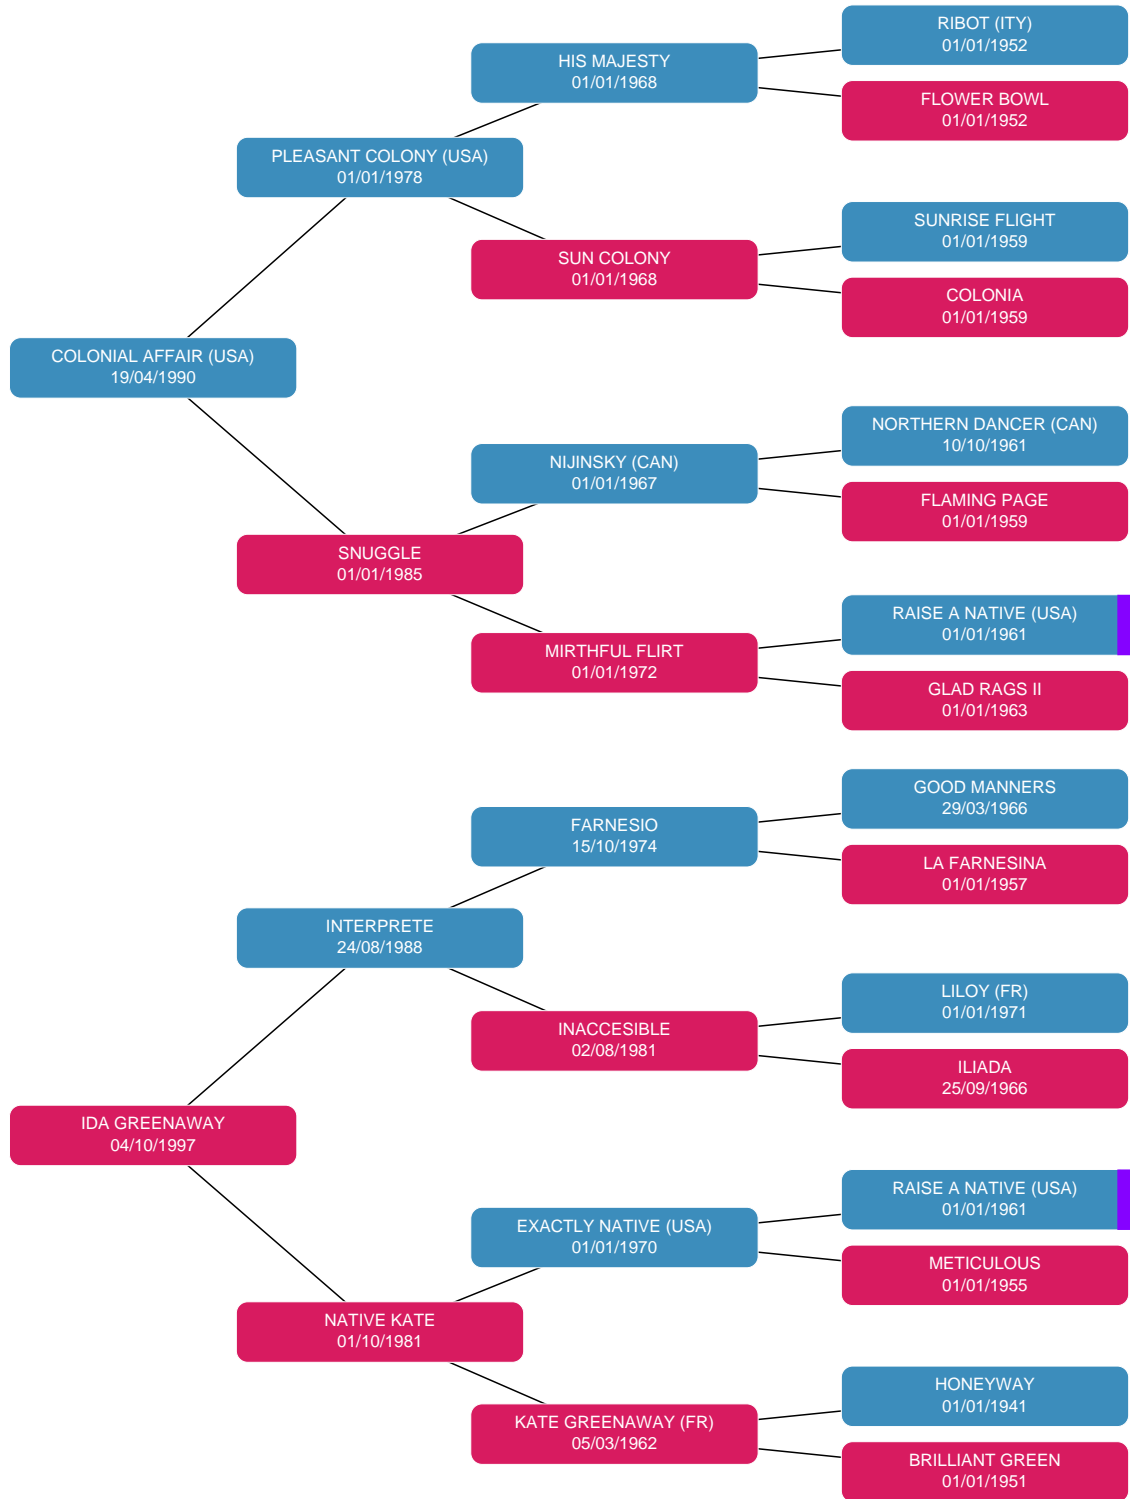 RIBOT (ITY)
01/01/1952
HIS MAJESTY
01/01/1968
FLOWER BOWL
01/01/1952
PLEASANT COLONY (USA)
01/01/1978
SUNRISE FLIGHT
01/01/1959
SUN COLONY
01/01/1968
COLONIA
01/01/1959
COLONIAL AFFAIR (USA)
19/04/1990
NORTHERN DANCER (CAN)
10/10/1961
NIJINSKY (CAN)
01/01/1967
FLAMING PAGE
01/01/1959
SNUGGLE
01/01/1985
RAISE A NATIVE (USA)
01/01/1961
MIRTHFUL FLIRT
01/01/1972
GLAD RAGS II
01/01/1963
GOOD MANNERS
29/03/1966
FARNESIO
15/10/1974
LA FARNESINA
01/01/1957
INTERPRETE
24/08/1988
LILOY (FR)
01/01/1971
INACCESIBLE
02/08/1981
ILIADA
25/09/1966
IDA GREENAWAY
04/10/1997
RAISE A NATIVE (USA)
01/01/1961
EXACTLY NATIVE (USA)
01/01/1970
METICULOUS
01/01/1955
NATIVE KATE
01/10/1981
HONEYWAY
01/01/1941
KATE GREENAWAY (FR)
05/03/1962
BRILLIANT GREEN
01/01/1951